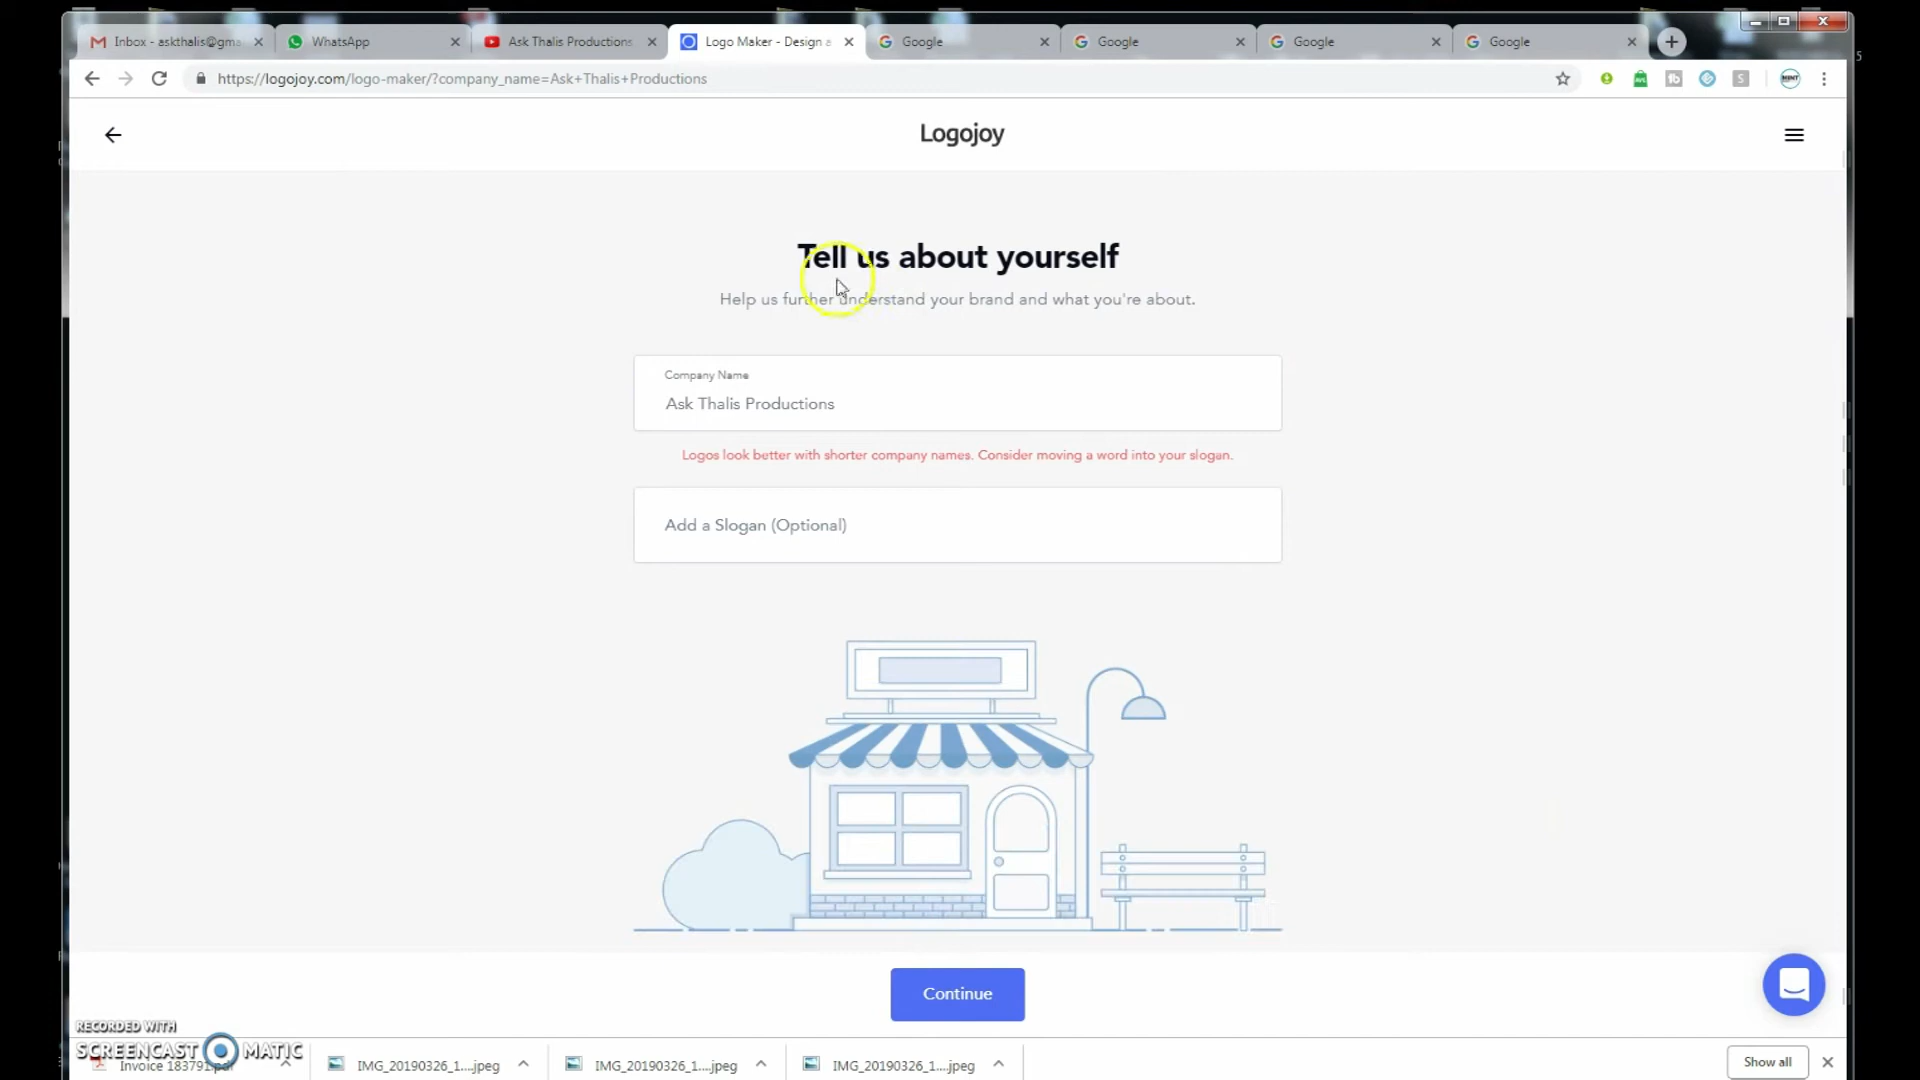 Inbox - askthalis@gma
WhatsApp
Ask Thalis Productions
Logo Maker - Design a
Google
Google
Google
Google
https://logojoy.com/logo-maker/?company_name=Ask+Thalis+Productions
Logojoy
Tell us about yourself
Help us further understand your brand and what you're about.
Company Name
Ask Thalis Productions
Logos look better with shorter company names. Consider moving a word into your slogan.
Add a Slogan (Optional)
Continue
RECORDED WITH
SCREENCAST MATIC
Invoice 183791.pdf
IMG_20190326_1....jpeg
IMG_20190326_1....jpeg
IMG_20190326_1....jpeg
Show all